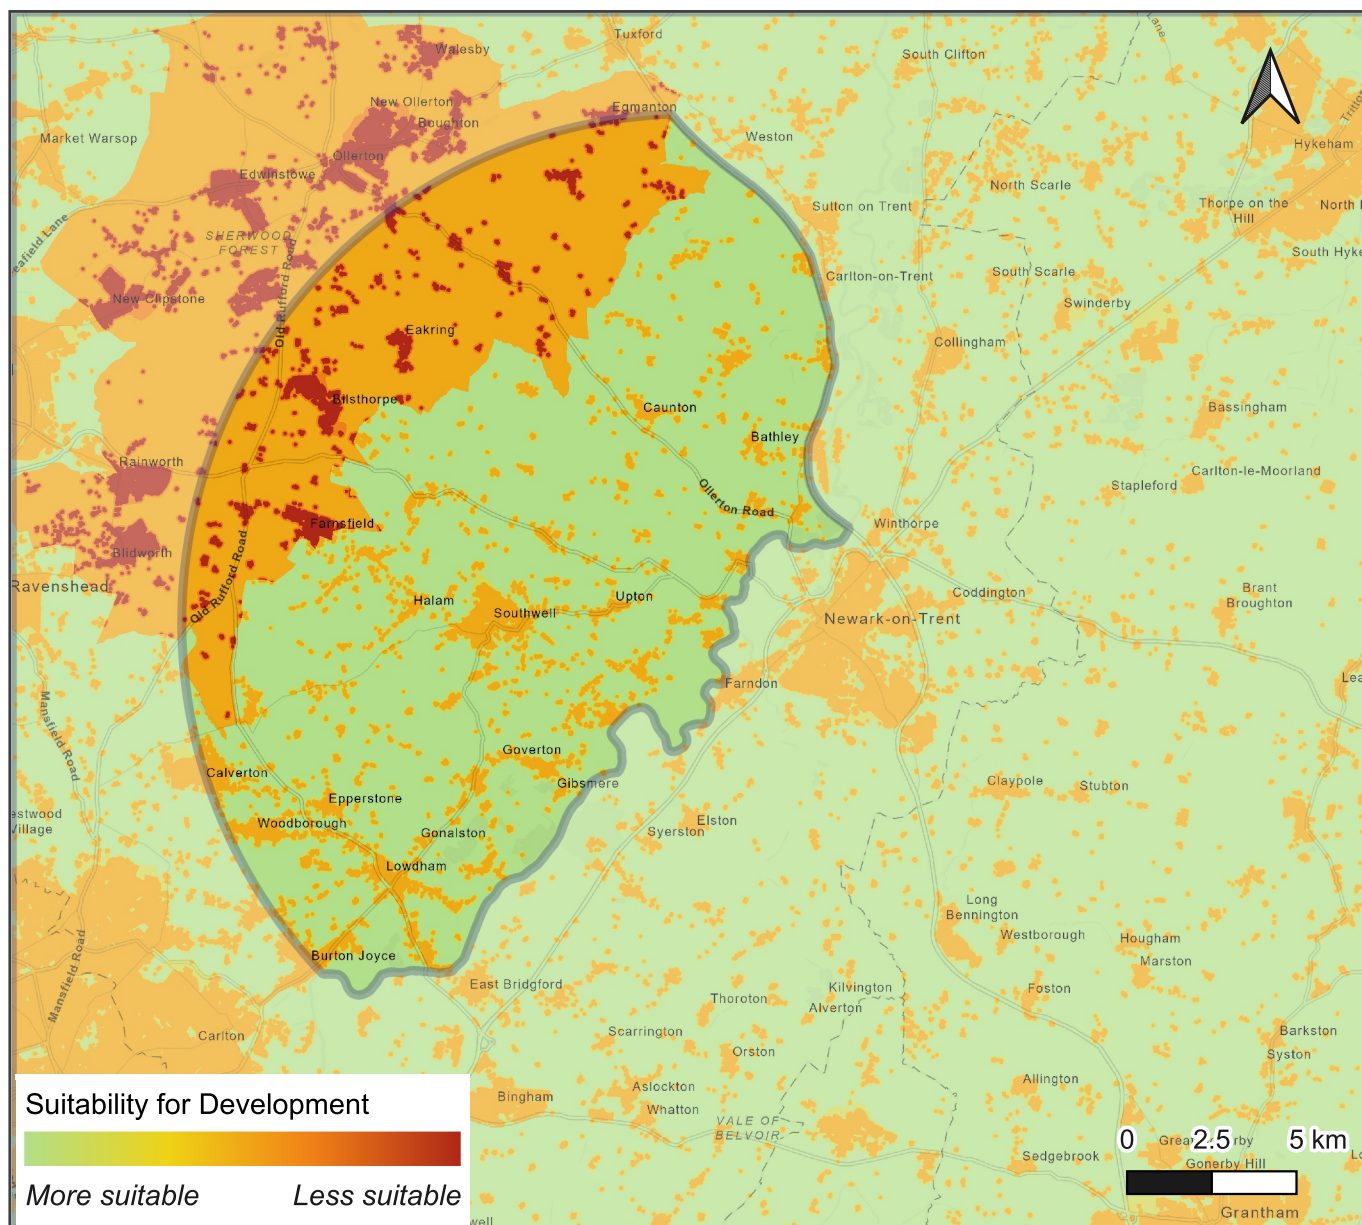 Tuxford
Lane
Walesby
South Clifton
New Ollerton
Egmanton
Boughton
Market Warsop
Weston
Hykeham
Ollerton
Edwinstowe
North Scarle
Sutton on Trent
Thorpe on the
Hill
SHERWOOD
FOREST
South Scarle
Carlton-on-Trent
New Clipstone
Swinderby
Old Rufford Road
Eakring
Collingham
Bilsthorpe
Caunton
Bassingham
Bathley
Rainworth
Carlton-le-Moorland
Stapleford
Ollerton Road
Farnsfield
Winthorpe
Blidworth
Old Rufford Road
Ravenshead
Coddington
Brant
Broughton
Halam
Upton
Southwell
Newark-on-Trent
Farndon
Mansfield Road
Goverton
Calverton
Gibsmere
Claypole
Stubton
Epperstone
Woodborough
Elston
Gonalston
Syerston
Village
Lowdham
Long
Bennington
Westborough
Hougham
Burton Joyce
Marston
Mansfield Road
East Bridgford
Kilvington
Foston
Thoroton
Alverton
Carlton
Scarrington
Barkston
Orston
Syston
Allington
Aslockton
Bingham
Whatton
VALE OF
BELVOIR
Sedgebrook
Gonerby Hill
Grantham
Suitability for Development
More suitable
Less suitable
0 2.5 5 km